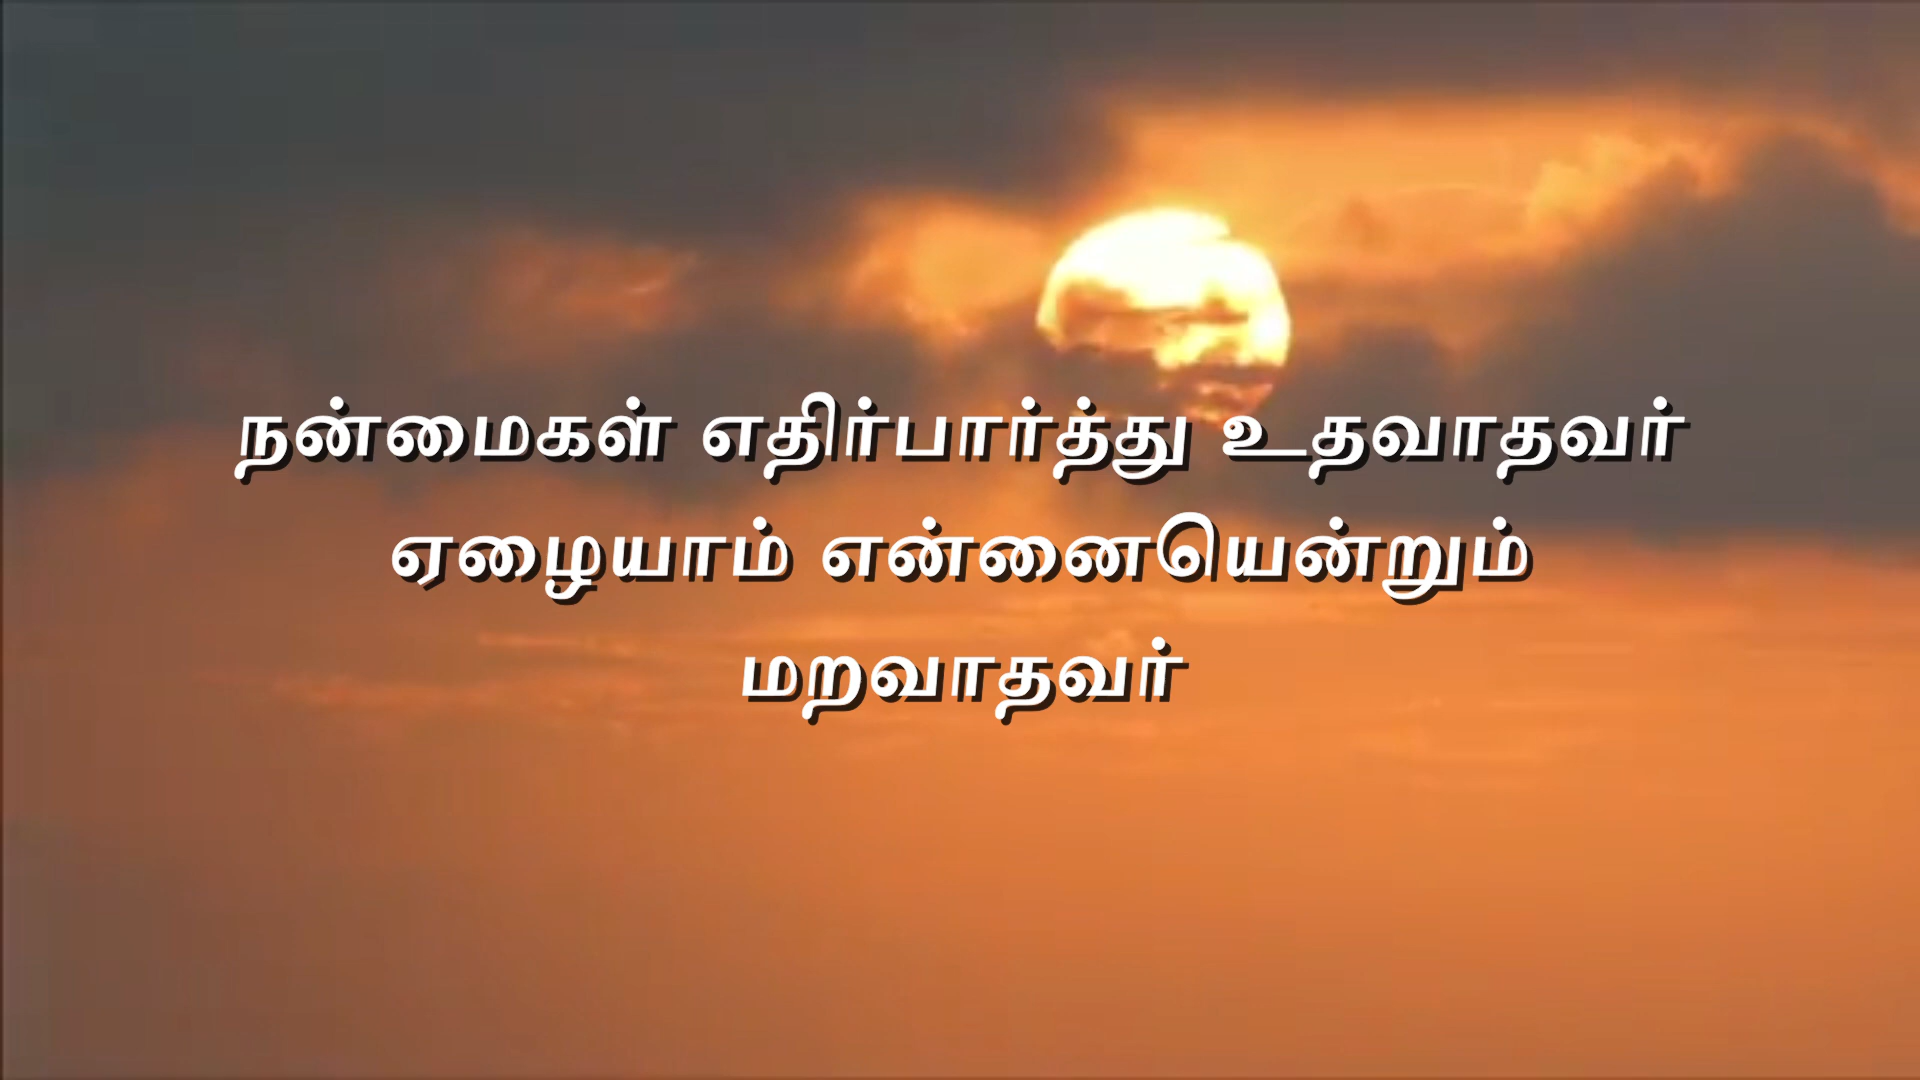 நன்மைகள் எதிர்பார்த்து உதவாதவர்
ஏழையாம் என்னையென்றும்
மறவாதவர்